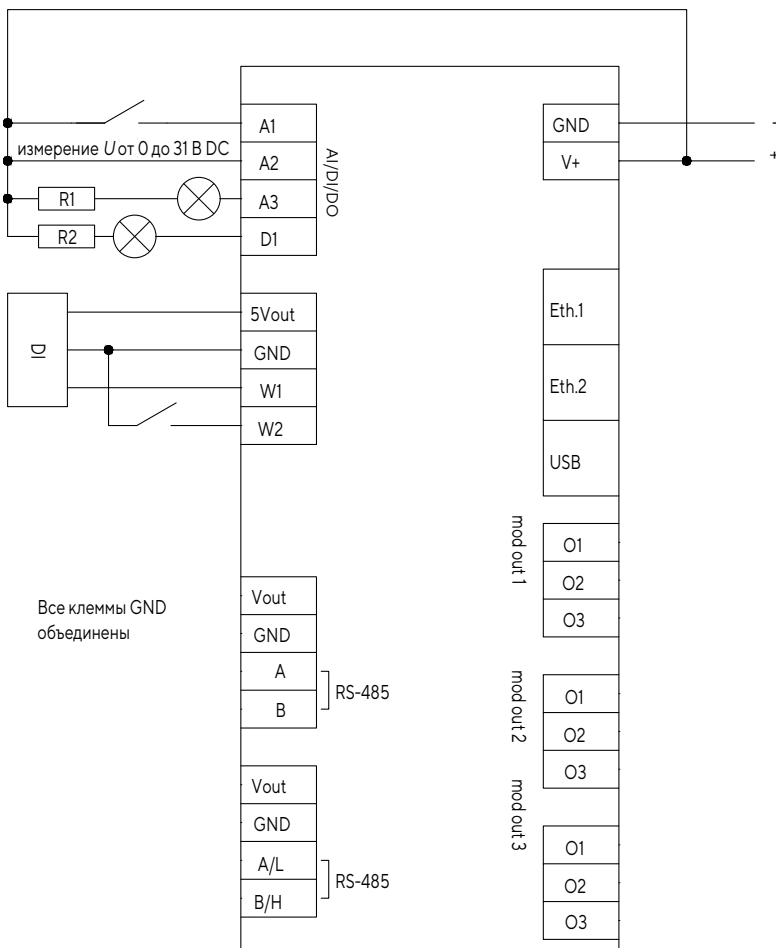 A1
измерение U от 0 до 31 В DC
A2
R1
A3
R2
D1
AI/DI/DO
GND
-
V+
+
DI
5Vout
GND
W1
W2
Eth.1
Eth.2
USB
Все клеммы GND
объединены
Vout
GND
A
B
RS-485
Vout
GND
A/L
B/H
RS-485
mod out 1
O1
O2
O3
mod out 2
O1
O2
O3
mod out 3
O1
O2
O3